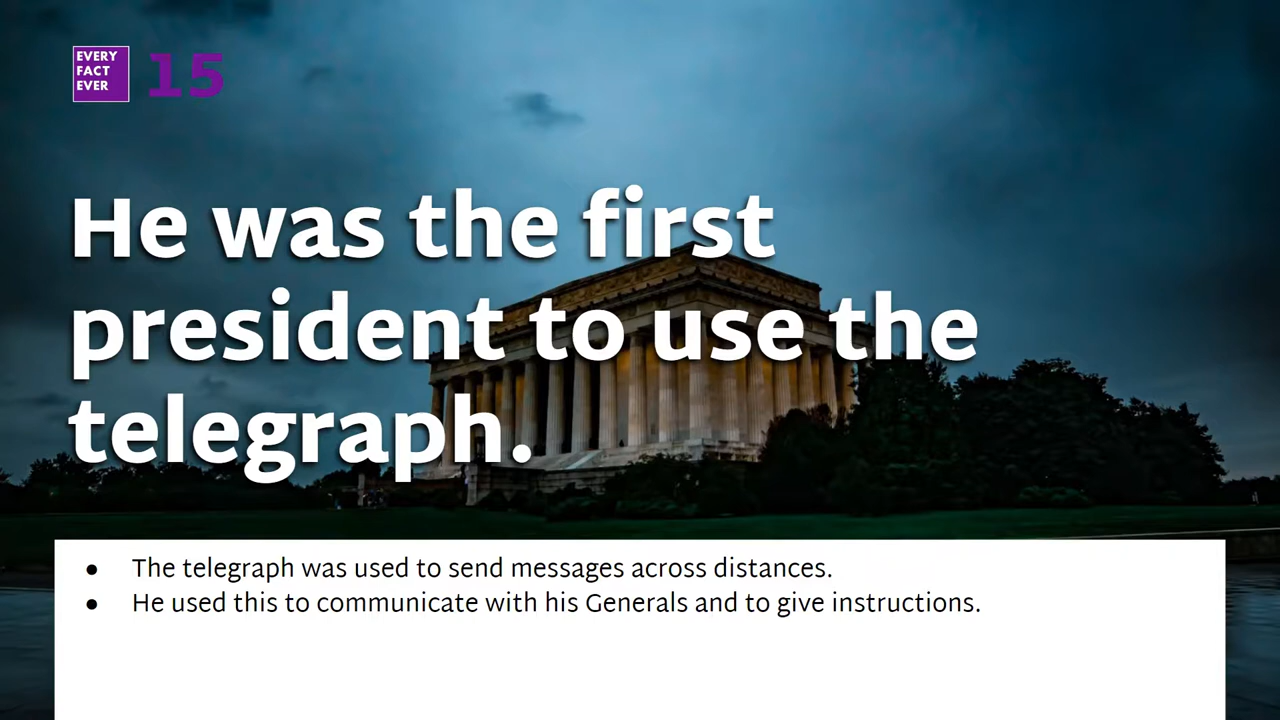 EVERY
FACT
EVER
15
He was the first
president to use the
telegraph.
• The telegraph was used to send messages across distances.
• He used this to communicate with his Generals and to give instructions.